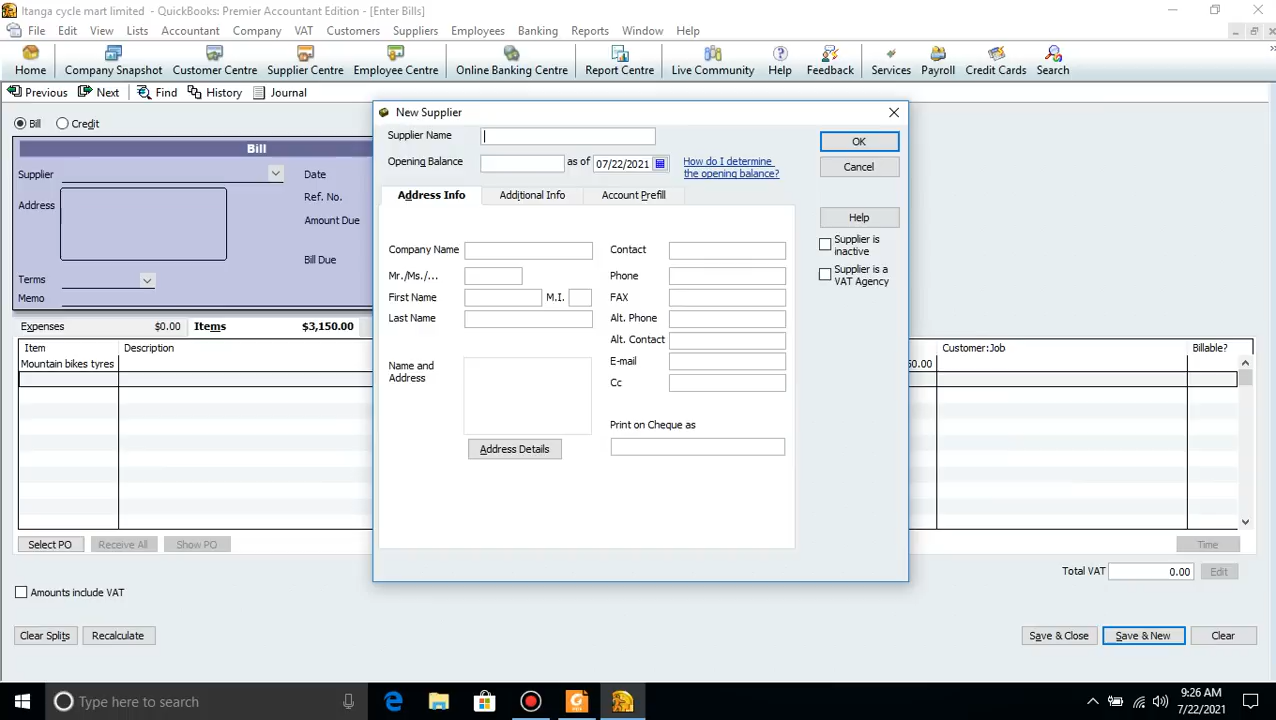 Itanga cycle mart limited - QuickBooks: Premier Accountant Edition - [Enter Bills]
File Edit View Lists Accountant Company VAT Customers Suppliers Employees Banking Reports Window Help
Home Company Snapshot Customer Centre Supplier Centre Employee Centre Online Banking Centre Report Centre Live Community Help Feedback Services Payroll Credit Cards Search
Previous Next Find History Journal
Bill Credit
Bill
Supplier Date
Address Ref. No.
Amount Due
Bill Due
Terms
Memo
New Supplier
Supplier Name
OK
Opening Balance as of 07/22/2021 How do I determine
the opening balance?
Cancel
Address Info Additional Info Account Prefill
Help
Supplier is
inactive
Supplier is a
VAT Agency
Company Name
Mr./Ms./...
First Name M.I.
Last Name
Name and
Address
Address Details
Contact
Phone
FAX
Alt. Phone
Alt. Contact
E-mail
Cc
Print on Cheque as
Expenses $0.00 Items $3,150.00
Item Description Customer:Job Billable?
Mountain bikes tyres 50.00
Select PO Receive All Show PO Time
Total VAT 0.00 Edit
Amounts include VAT
Clear Splits Recalculate Save & Close Save & New Clear
Type here to search
9:26 AM
7/22/2021